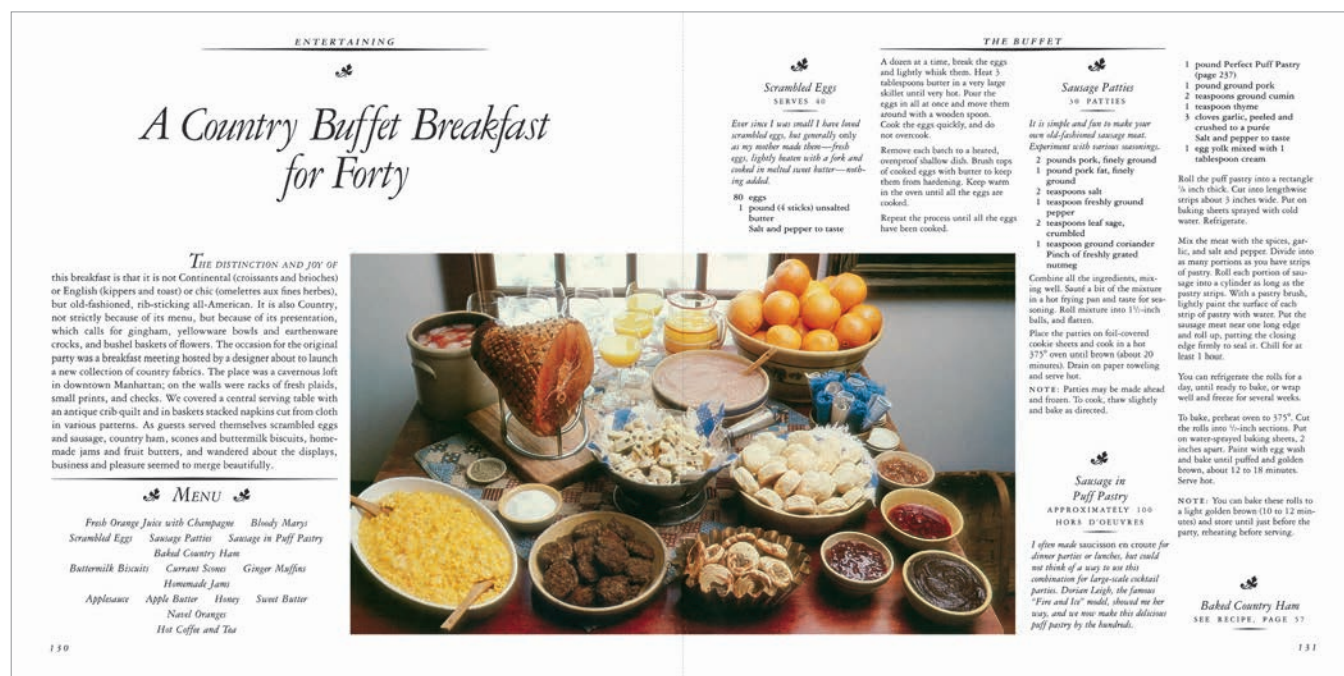 ENTERTAINING
A Country Buffet Breakfast
for Forty
THE DISTINCTION AND JOY OF
this breakfast is that it is not Continental (croissants and brioches)
or English (kippers and toast) or chic (omelettes aux fines herbes),
but old-fashioned, rib-sticking all-American. It is also Country,
not strictly because of its menu, but because of its presentation,
which calls for gingham, yellowware bowls and earthenware
crocks, and bushel baskets of flowers. The occasion for the original
party was a breakfast meeting hosted by a designer about to launch
a new collection of country fabrics. The place was a cavernous loft
in downtown Manhattan; on the walls were racks of fresh plaids,
small prints, and checks. We covered a central serving table with
an antique crib quilt and in baskets stacked napkins cut from cloth
in various patterns. As guests served themselves scrambled eggs
and sausage, country ham, scones and buttermilk biscuits, home-
made jams and fruit butters, and wandered about the displays,
business and pleasure seemed to merge beautifully.
MENU
Fresh Orange Juice with Champagne Bloody Marys
Scrambled Eggs Sausage Patties Sausage in Puff Pastry
Baked Country Ham
Buttermilk Biscuits Currant Scones Ginger Muffins
Homemade Jams
Applesauce Apple Butter Honey Sweet Butter
Navel Oranges
Hot Coffee and Tea
130
THE BUFFET
Scrambled Eggs
SERVES 40
Ever since I was small I have loved
scrambled eggs, but generally only
as my mother made them—fresh
eggs, lightly beaten with a fork and
cooked in melted sweet butter—noth-
ing added.
80 eggs
1 pound (4 sticks) unsalted
butter
Salt and pepper to taste
A dozen at a time, break the eggs
and lightly whisk them. Heat 3
tablespoons butter in a very large
skillet until very hot. Pour the
eggs in all at once and move them
around with a wooden spoon.
Cook the eggs quickly, and do
not overcook.
Remove each batch to a heated,
ovenproof shallow dish. Brush tops
of cooked eggs with butter to keep
them from hardening. Keep warm
in the oven until all the eggs are
cooked.
Repeat the process until all the eggs
have been cooked.
Sausage Patties
30 PATTIES
It is simple and fun to make your
own old-fashioned sausage meat.
Experiment with various seasonings.
2 pounds pork, finely ground
1 pound pork fat, finely
ground
2 teaspoons salt
1 teaspoon freshly ground
pepper
2 teaspoons leaf sage,
crumbled
1 teaspoon ground coriander
Pinch of freshly grated
nutmeg
Combine all the ingredients, mix-
ing well. Sauté a bit of the mixture
in a hot frying pan and taste for sea-
soning. Roll mixture into 1½-inch
balls, and flatten.
Place the patties on foil-covered
cookie sheets and cook in a hot
375° oven until brown (about 20
minutes). Drain on paper toweling
and serve hot.
NOTE: Patties may be made ahead
and frozen. To cook, thaw slightly
and bake as directed.
Sausage in
Puff Pastry
APPROXIMATELY 100
HORS D'OEUVRES
I often made saucisson en croute for
dinner parties or lunches, but could
not think of a way to use this
combination for large-scale cocktail
parties. Dorian Leigh, the famous
"Fire and Ice" model, showed me her
way, and we now make this delicious
puff pastry by the hundreds.
1 pound Perfect Puff Pastry
(page 237)
1 pound ground pork
2 teaspoons ground cumin
1 teaspoon thyme
3 cloves garlic, peeled and
crushed to a purée
Salt and pepper to taste
1 egg yolk mixed with 1
tablespoon cream
Roll the puff pastry into a rectangle
inch thick. Cut into lengthwise
strips about 3 inches wide. Put on
baking sheets sprayed with cold
water. Refrigerate.
Mix the meat with the spices, gar-
lic, and salt and pepper. Divide into
as many portions as you have strips
of pastry. Roll each portion of sau-
sage into a cylinder as long as the
pastry strips. With a pastry brush,
lightly paint the surface of each
strip of pastry with water. Put the
sausage meat near one long edge
and roll up, patting the closing
edge firmly to seal it. Chill for at
least 1 hour.
You can refrigerate the rolls for a
day, until ready to bake, or wrap
well and freeze for several weeks.
To bake, preheat oven to 375°. Cut
the rolls into ½-inch sections. Put
on water-sprayed baking sheets, 2
inches apart. Paint with egg wash
and bake until puffed and golden
brown, about 12 to 18 minutes.
Serve hot.
NOTE: You can bake these rolls to
a light golden brown (10 to 12 min-
utes) and store until just before the
party, reheating before serving.
Baked Country Ham
SEE RECIPE, PAGE 57
131